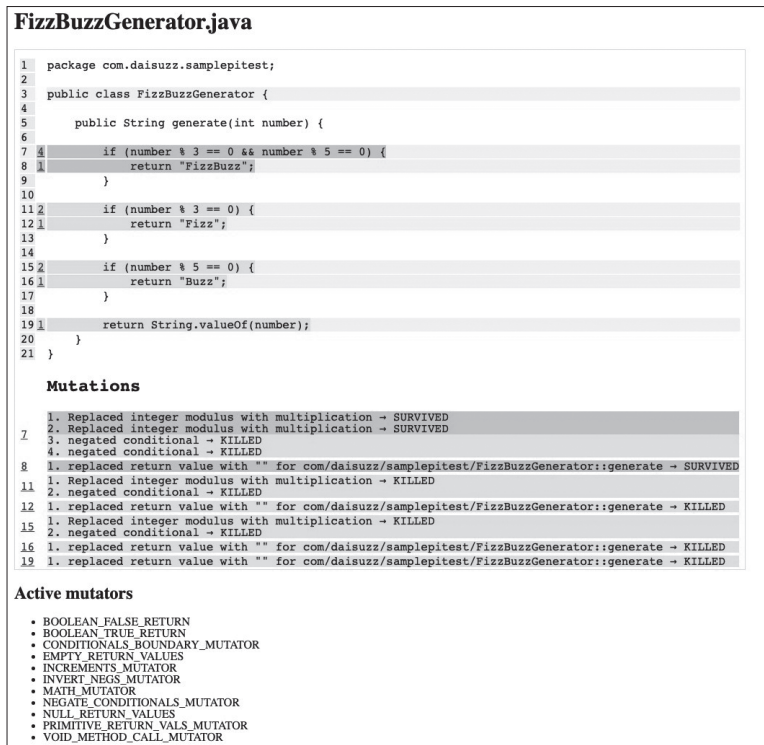 FizzBuzzGenerator.java
1 package com.daisuzz.samplepitest;
2
3 public class FizzBuzzGenerator {
4
5 public String generate(int number) {
6
7 4 if (number % 3 == 0 && number % 5 == 0) {
8 1 return "FizzBuzz";
9 }
10
11 2 if (number % 3 == 0) {
12 1 return "Fizz";
13 }
14
15 2 if (number % 5 == 0) {
16 1 return "Buzz";
17 }
18
19 1 return String.valueOf(number);
20 }
21 }
Mutations
7 1. Replaced integer modulus with multiplication → SURVIVED
2. Replaced integer modulus with multiplication → SURVIVED
3. negated conditional → KILLED
4. negated conditional → KILLED
8 1. replaced return value with "" for com/daisuzz/samplepitest/FizzBuzzGenerator::generate → SURVIVED
11 1. Replaced integer modulus with multiplication → KILLED
2. negated conditional → KILLED
12 1. replaced return value with "" for com/daisuzz/samplepitest/FizzBuzzGenerator::generate → KILLED
15 1. Replaced integer modulus with multiplication → KILLED
2. negated conditional → KILLED
16 1. replaced return value with "" for com/daisuzz/samplepitest/FizzBuzzGenerator::generate → KILLED
19 1. replaced return value with "" for com/daisuzz/samplepitest/FizzBuzzGenerator::generate → KILLED
Active mutators
• BOOLEAN_FALSE_RETURN
• BOOLEAN_TRUE_RETURN
• CONDITIONALS_BOUNDARY_MUTATOR
• EMPTY_RETURN_VALUES
• INCREMENTS_MUTATOR
• INVERT_NEGS_MUTATOR
• MATH_MUTATOR
• NEGATE_CONDITIONALS_MUTATOR
• NULL_RETURN_VALUES
• PRIMITIVE_RETURN_VALS_MUTATOR
• VOID_METHOD_CALL_MUTATOR